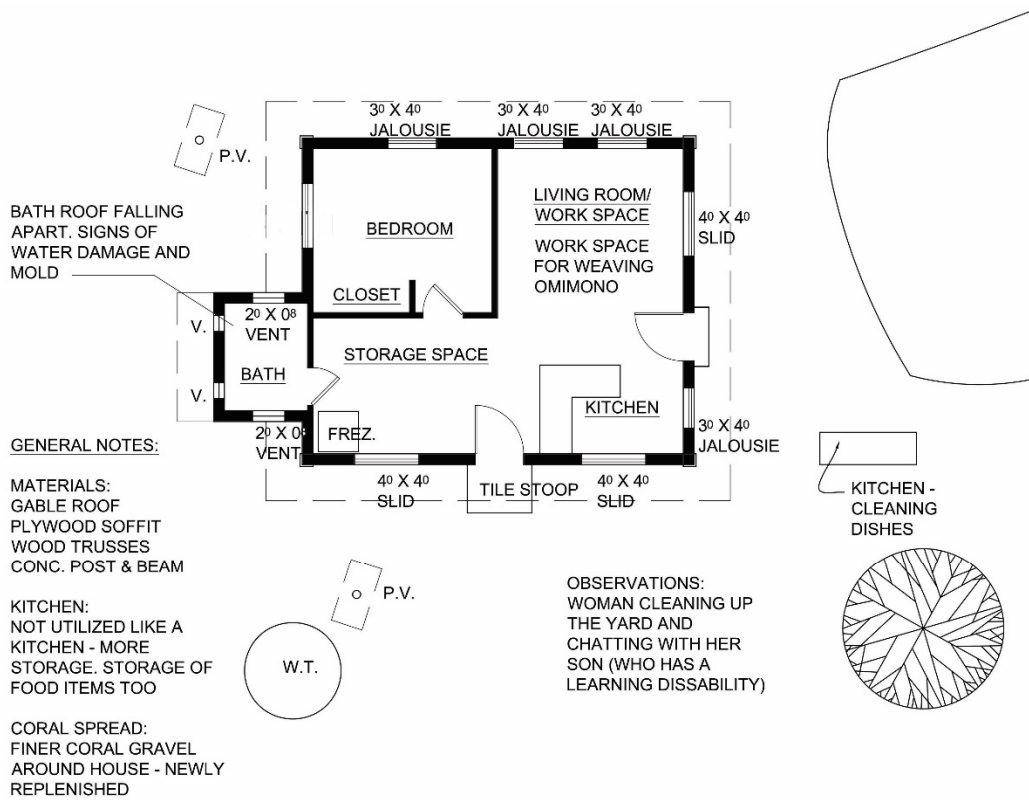 3⁰ X 4⁰
JALOUSIE
3⁰ X 4⁰
JALOUSIE
3⁰ X 4⁰
JALOUSIE
P.V.
BATH ROOF FALLING
APART. SIGNS OF
WATER DAMAGE AND
MOLD
LIVING ROOM/
WORK SPACE
WORK SPACE
FOR WEAVING
OMIMONO
4⁰ X 4⁰
SLID
BEDROOM
CLOSET
2⁰ X 0⁸
VENT
V.
V.
BATH
STORAGE SPACE
KITCHEN
FREZ.
2⁰ X 0⁸
VENT
3⁰ X 4⁰
JALOUSIE
4⁰ X 4⁰
SLID
TILE STOOP
4⁰ X 4⁰
SLID
KITCHEN -
CLEANING
DISHES
GENERAL NOTES:
MATERIALS:
GABLE ROOF
PLYWOOD SOFFIT
WOOD TRUSSES
CONC. POST & BEAM
KITCHEN:
NOT UTILIZED LIKE A
KITCHEN - MORE
STORAGE. STORAGE OF
FOOD ITEMS TOO
CORAL SPREAD:
FINER CORAL GRAVEL
AROUND HOUSE - NEWLY
REPLENISHED
P.V.
W.T.
OBSERVATIONS:
WOMAN CLEANING UP
THE YARD AND
CHATTING WITH HER
SON (WHO HAS A
LEARNING DISSABILITY)